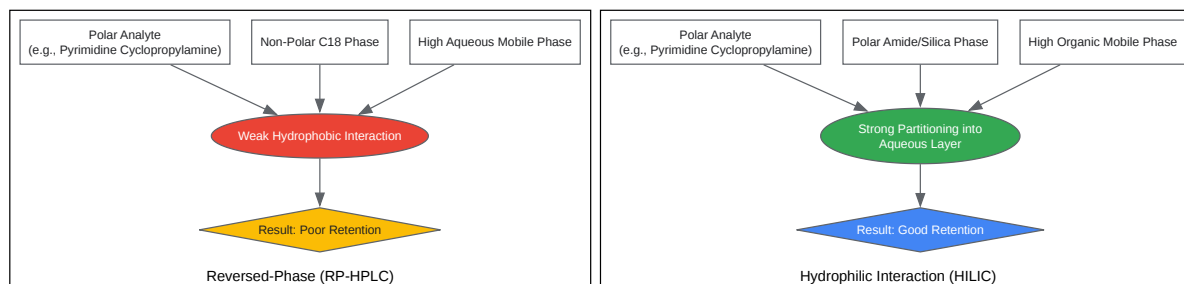 Polar Analyte
(e.g., Pyrimidine Cyclopropylamine)
Non-Polar C18 Phase
High Aqueous Mobile Phase
Weak Hydrophobic Interaction
Result: Poor Retention
Reversed-Phase (RP-HPLC)
Polar Analyte
(e.g., Pyrimidine Cyclopropylamine)
Polar Amide/Silica Phase
High Organic Mobile Phase
Strong Partitioning into
Aqueous Layer
Result: Good Retention
Hydrophilic Interaction (HILIC)